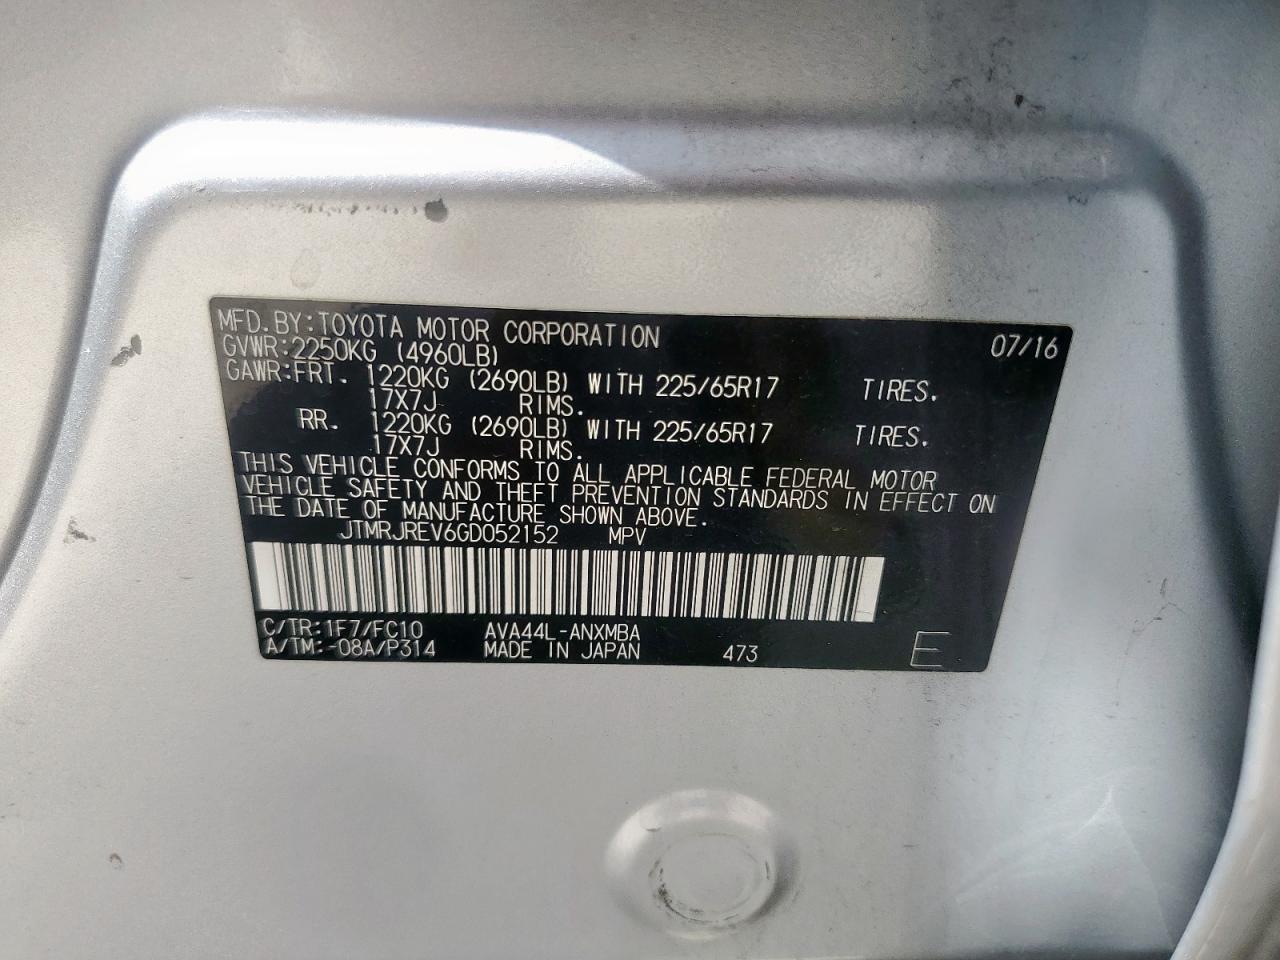 MFD.BY:TOYOTA MOTOR CORPORATION 07/16
GVWR:2250KG (4960LB)
GAWR:FRT. 1220KG (2690LB) WITH 225/65R17 TIRES.
17X7J RIMS.
RR. 1220KG (2690LB) WITH 225/65R17 TIRES.
17X7J RIMS.
THIS VEHICLE CONFORMS TO ALL APPLICABLE FEDERAL MOTOR
VEHICLE SAFETY AND THEFT PREVENTION STANDARDS IN EFFECT ON
THE DATE OF MANUFACTURE SHOWN ABOVE.
JTMRJREV6GD052152 MPV
C/TR:1F7/FC10 AVA44L-ANXMBA
A/TM:-08A/P314 MADE IN JAPAN 473 E